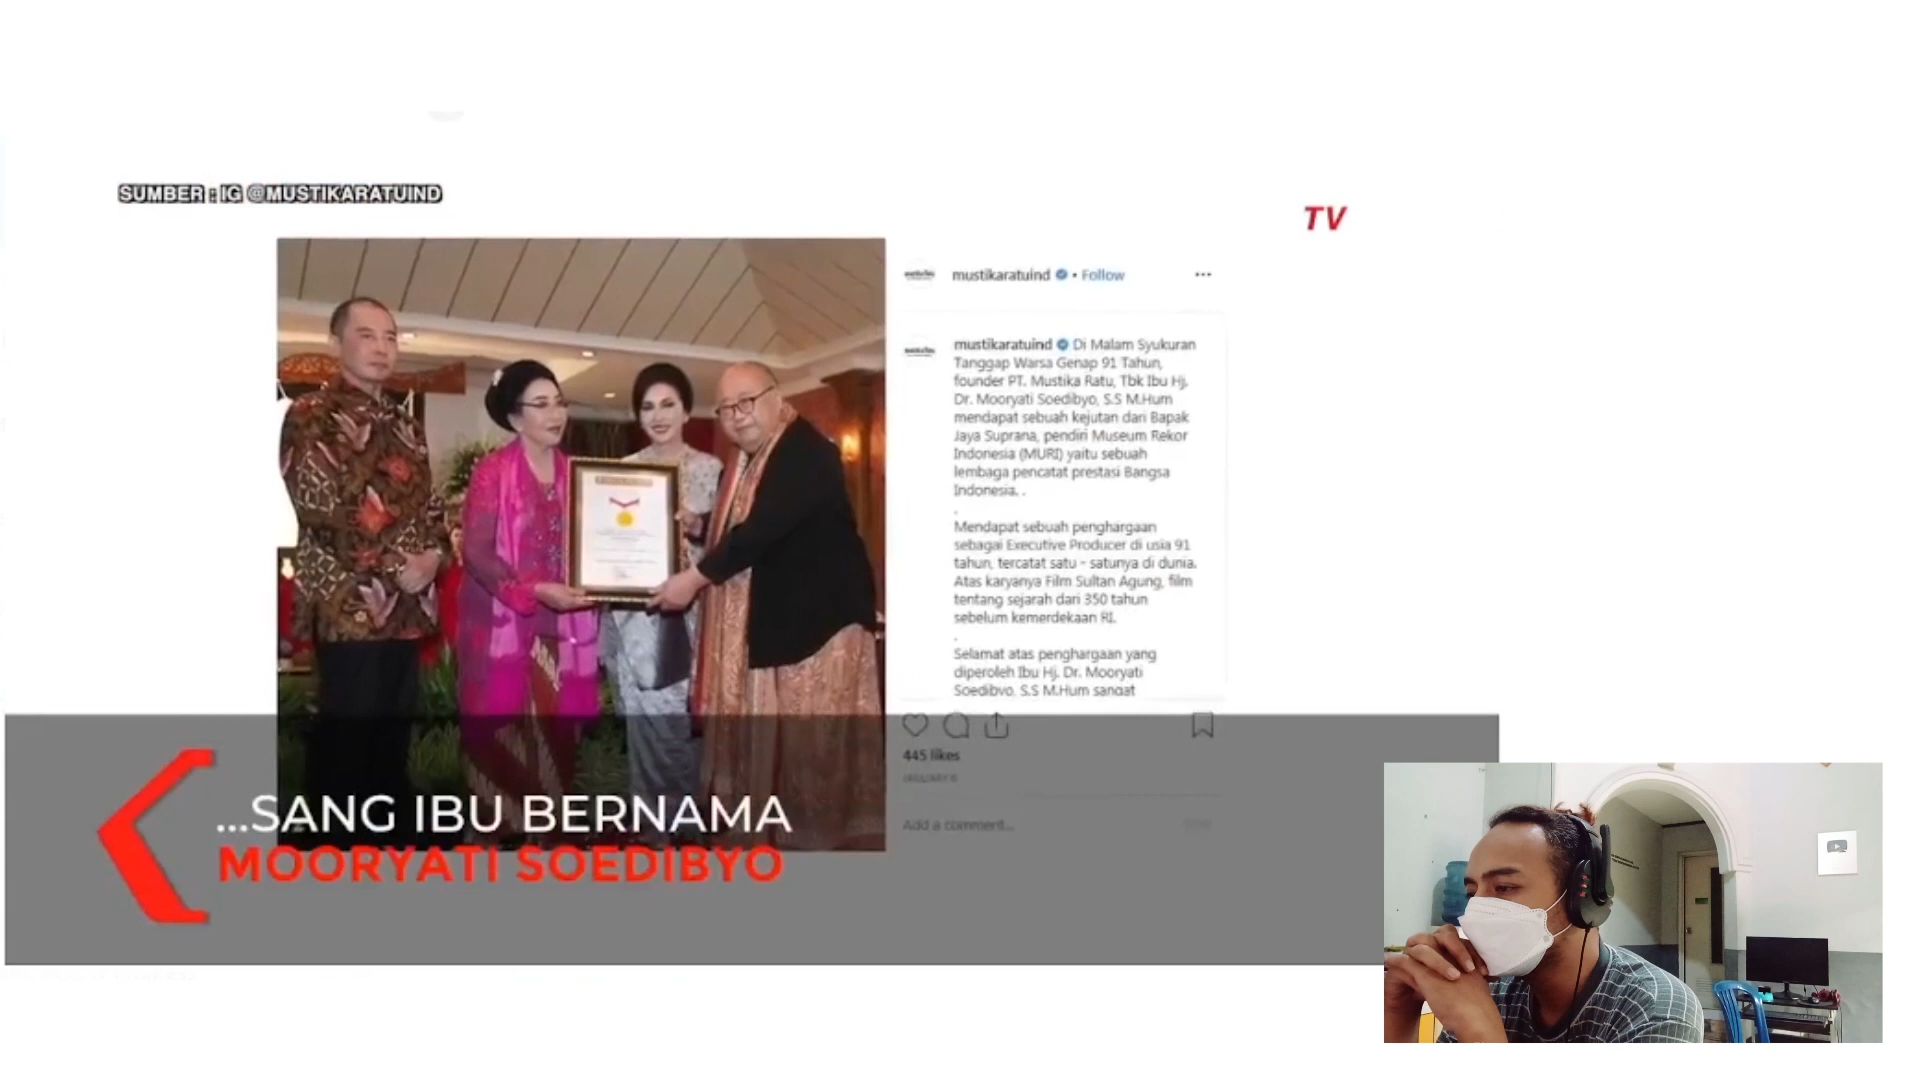 SUMBER : IG @MUSTIKARATUIND
TV
mustikaratuind • Follow
mustikaratuind Di Malam Syukuran
Tanggap Warsa Genap 91 Tahun,
founder PT. Mustika Ratu, Tbk Ibu Hj.
Dr. Mooryati Soedibyo, S.S M.Hum
mendapat sebuah kejutan dari Bapak
Jaya Suprana, pendiri Museum Rekor
Indonesia (MURI) yaitu sebuah
lembaga pencatat prestasi Bangsa
Indonesia. .
.
Mendapat sebuah penghargaan
sebagai Executive Producer di usia 91
tahun, tercatat satu - satunya di dunia.
Atas karyanya Film Sultan Agung, film
tentang sejarah dari 350 tahun
sebelum kemerdekaan RI.
.
Selamat atas penghargaan yang
diperoleh Ibu Hj. Dr. Mooryati
Soedibyo, S.S M.Hum sangat
445 likes
Add a comment...
...SANG IBU BERNAMA
MOORYATI SOEDIBYO